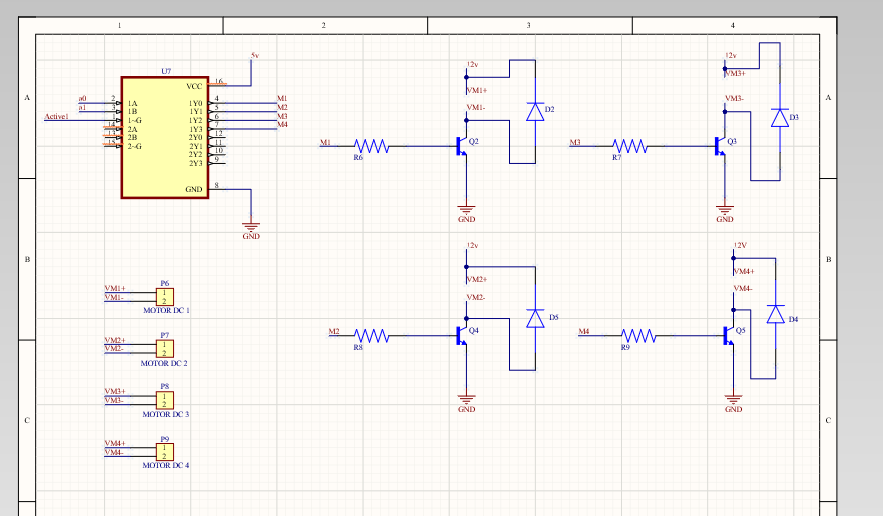 1 2 3 4
A A
B B
C C
U7
5v
VCC 16
a0 2 1A 1Y0 4 M1
a1 3 1B 1Y1 5 M2
Active1 1-G 1Y2 6 M3
2A 1Y3 7 M4
2B 2Y0 12
2-G 2Y1 11
2Y2 10
2Y3 9
GND 8
GND
12v
VM1+
VM1-
D2
M1
R6
Q2
GND
12v
VM3+
VM3-
D3
M3
R7
Q3
GND
12v
VM2+
VM2-
D5
M2
R8
Q4
GND
12V
VM4+
VM4-
D4
M4
R9
Q5
GND
P6
VM1+ 1
VM1- 2
MOTOR DC 1
P7
VM2+ 1
VM2- 2
MOTOR DC 2
P8
VM3+ 1
VM3- 2
MOTOR DC 3
P9
VM4+ 1
VM4- 2
MOTOR DC 4